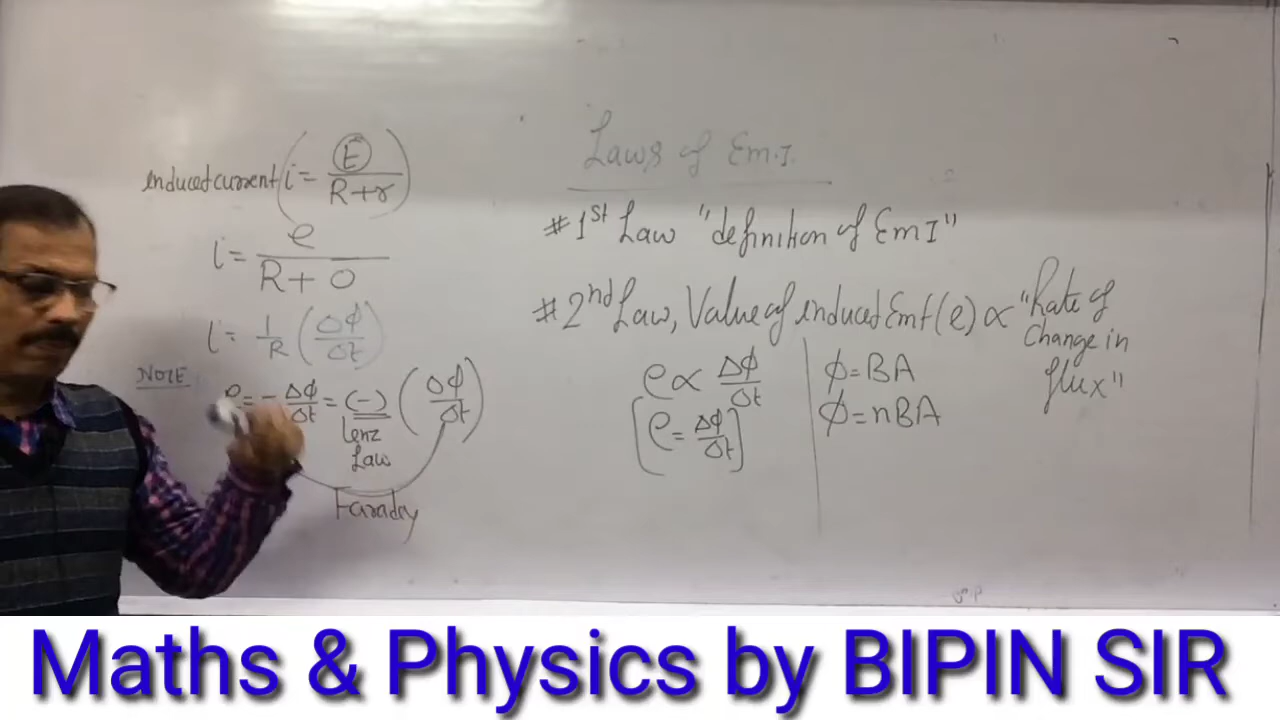 Laws of EmI.
induced current i = E/(R+r)
i = e/(R+0)
i = 1/R (Δϕ/Δt)
NOTE
e = -Δϕ/Δt = (-) (Δϕ/Δt)
Lenz
Law
Faraday
#1st Law "definition of EmI"
#2nd Law, Value of induced Emf(e) ∝ "Rate of
Change in
flux"
e ∝ Δϕ/Δt
[e = Δϕ/Δt]
ϕ = BA
ϕ = nBA
Maths & Physics by BIPIN SIR